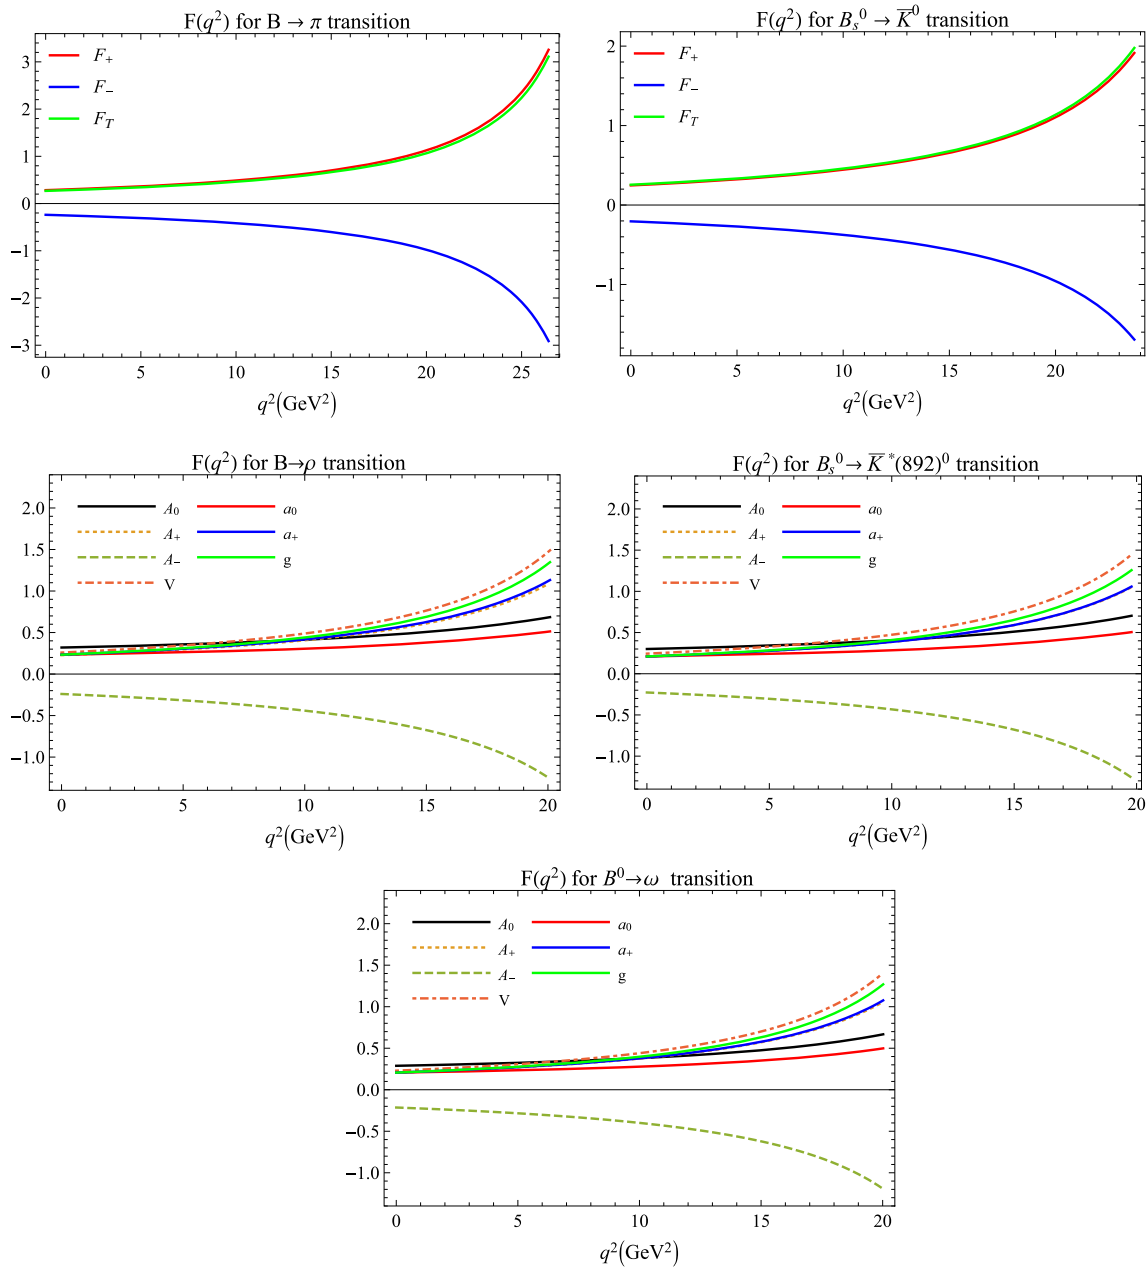 F(q²) for B → π transition
F₊
F₋
F_T
3
2
1
0
−1
−2
−3
0 5 10 15 20 25
q²(GeV²)
F(q²) for B_s⁰ → K̅⁰ transition
F₊
F₋
F_T
2
1
0
−1
0 5 10 15 20
q²(GeV²)
F(q²) for B→ρ transition
A₀ a₀
A₊ a₊
A₋ g
V
2.0
1.5
1.0
0.5
0.0
−0.5
−1.0
0 5 10 15 20
q²(GeV²)
F(q²) for B_s⁰→ K̅*(892)⁰ transition
A₀ a₀
A₊ a₊
A₋ g
V
2.0
1.5
1.0
0.5
0.0
−0.5
−1.0
0 5 10 15 20
q²(GeV²)
F(q²) for B⁰→ω transition
A₀ a₀
A₊ a₊
A₋ g
V
2.0
1.5
1.0
0.5
0.0
−0.5
−1.0
0 5 10 15 20
q²(GeV²)